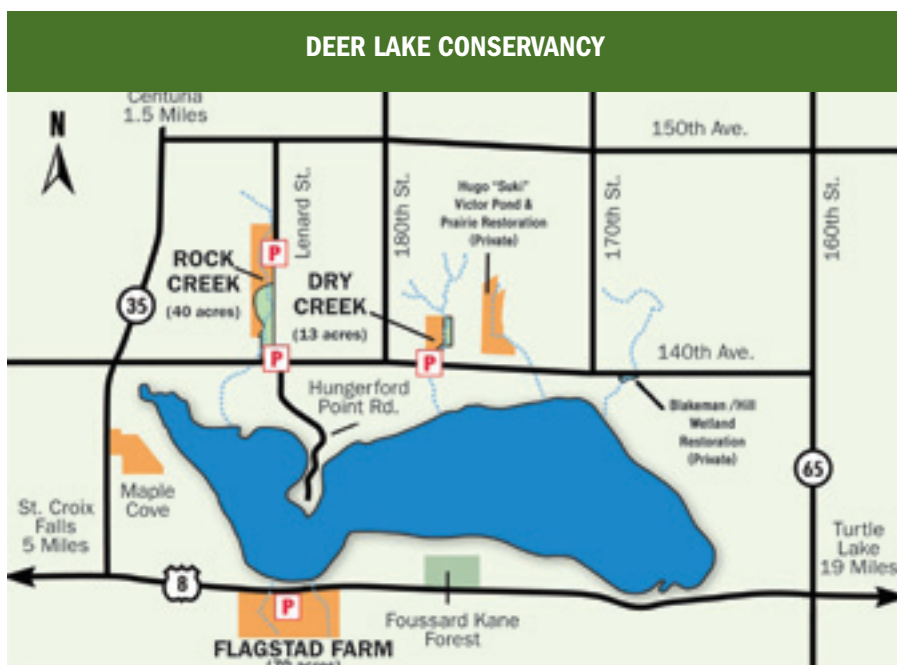 DEER LAKE CONSERVANCY
Centuria
1.5 Miles
N
150th Ave.
Lenard St.
180th St.
Hugo "Suki"
Victor Pond &
Prairie Restoration
(Private)
170th St.
160th St.
P
ROCK
CREEK
(40 acres)
DRY
CREEK
(13 acres)
35
P
P
140th Ave.
Hungerford
Point Rd.
Blakeman /Hill
Wetland
Restoration
(Private)
Maple
Cove
65
St. Croix
Falls
5 Miles
Turtle
Lake
19 Miles
8
P
Foussard Kane
Forest
FLAGSTAD FARM
(70 acres)